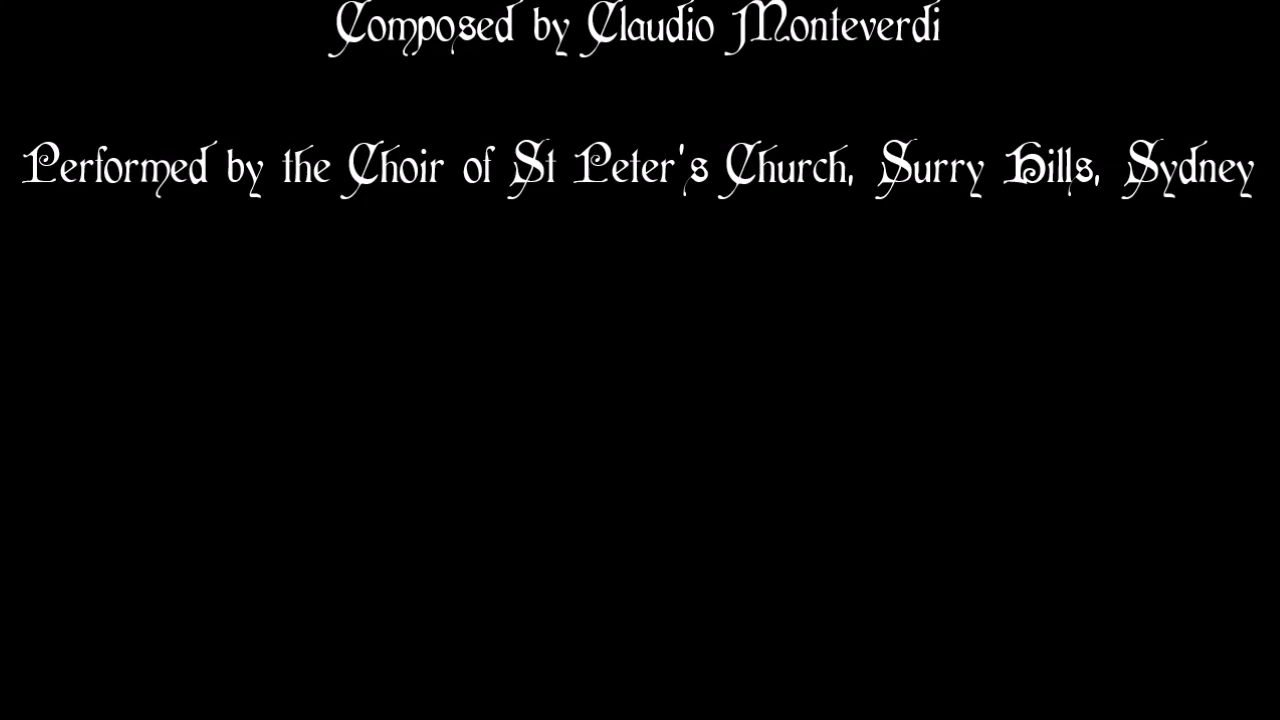 Composed by Claudio Monteverdi
Performed by the Choir of St Peter's Church, Surry Hills, Sydney